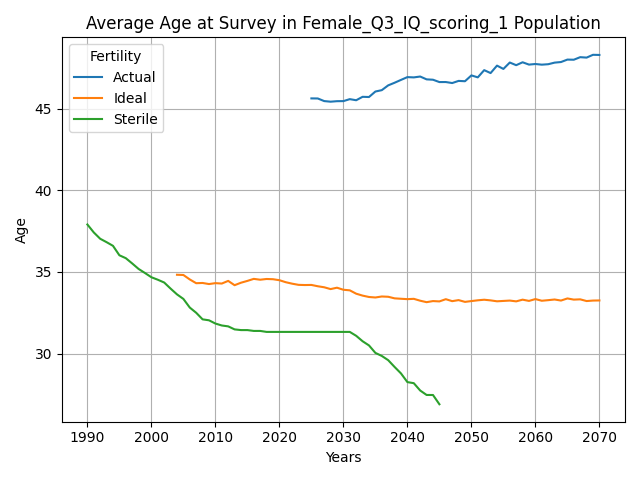 Average Age at Survey in Female_Q3_IQ_scoring_1 Population
Fertility
Actual
Ideal
Sterile
45
40
35
30
Age
1990 2000 2010 2020 2030 2040 2050 2060 2070
Years